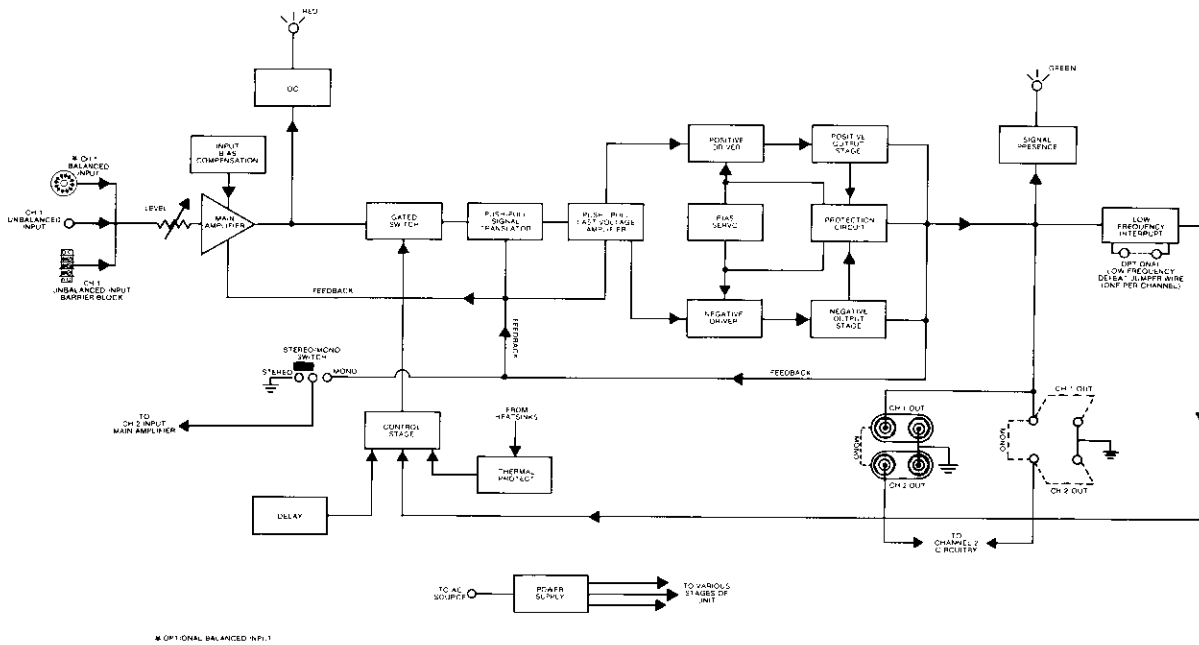 RED
GREEN
INPUT
BIAS
COMPENSATION
POSITIVE
DRIVER
POSITIVE
OUTPUT
STAGE
SIGNAL
PRESENCE
BALANCED
INPUT
LEVEL
MAIN
AMPLIFIER
CH 1
UNBALANCED
INPUT
GATED
SWITCH
PUSH-PULL
SIGNAL
TRANSLATOR
PUSH-PULL
LAST VOLTAGE
AMPLIFIER
BIAS
SERVO
PROTECTION
CIRCUIT
LOW
FREQUENCY
INTERRUPT
OPTIONAL
LOW FREQUENCY
DEFEAT JUMPER WIRE
(ONE PER CHANNEL)
CH 1
UNBALANCED INPUT
BARRIER BLOCK
FEEDBACK
NEGATIVE
DRIVER
NEGATIVE
OUTPUT
STAGE
FEEDBACK
STEREO/MONO
SWITCH
STEREO
MONO
FEEDBACK
TO
CH 2 INPUT
MAIN AMPLIFIER
CONTROL
STAGE
FROM
HEATSINKS
THERMAL
PROTECT
DELAY
CH 1 OUT
MONO
CH 2 OUT
CH 1 OUT
MONO
CH 2 OUT
TO
CHANNEL 2
CIRCUITRY
TO AC
SOURCE
POWER
SUPPLY
TO VARIOUS
STAGES OF
UNIT
* OPTIONAL BALANCED INPUT